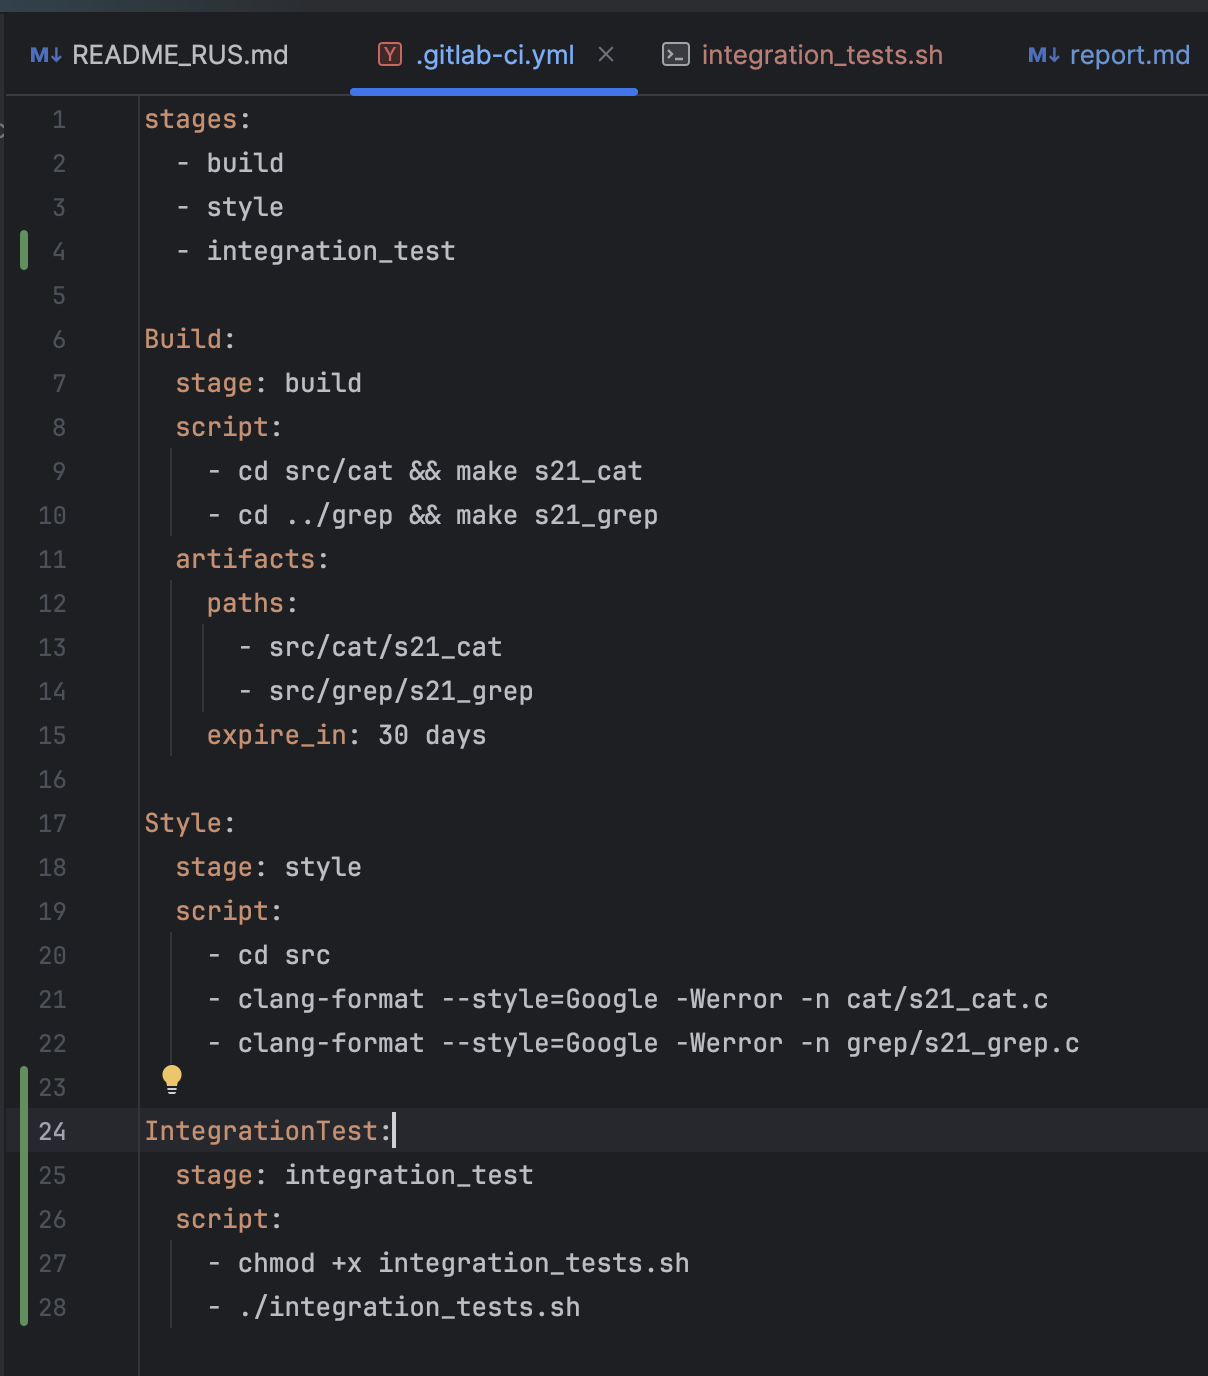 M↓ README_RUS.md Y .gitlab-ci.yml × >_ integration_tests.sh M↓ report.md
1 stages:
2 - build
3 - style
4 - integration_test
5
6 Build:
7 stage: build
8 script:
9 - cd src/cat && make s21_cat
10 - cd ../grep && make s21_grep
11 artifacts:
12 paths:
13 - src/cat/s21_cat
14 - src/grep/s21_grep
15 expire_in: 30 days
16
17 Style:
18 stage: style
19 script:
20 - cd src
21 - clang-format --style=Google -Werror -n cat/s21_cat.c
22 - clang-format --style=Google -Werror -n grep/s21_grep.c
23
24 IntegrationTest:
25 stage: integration_test
26 script:
27 - chmod +x integration_tests.sh
28 - ./integration_tests.sh